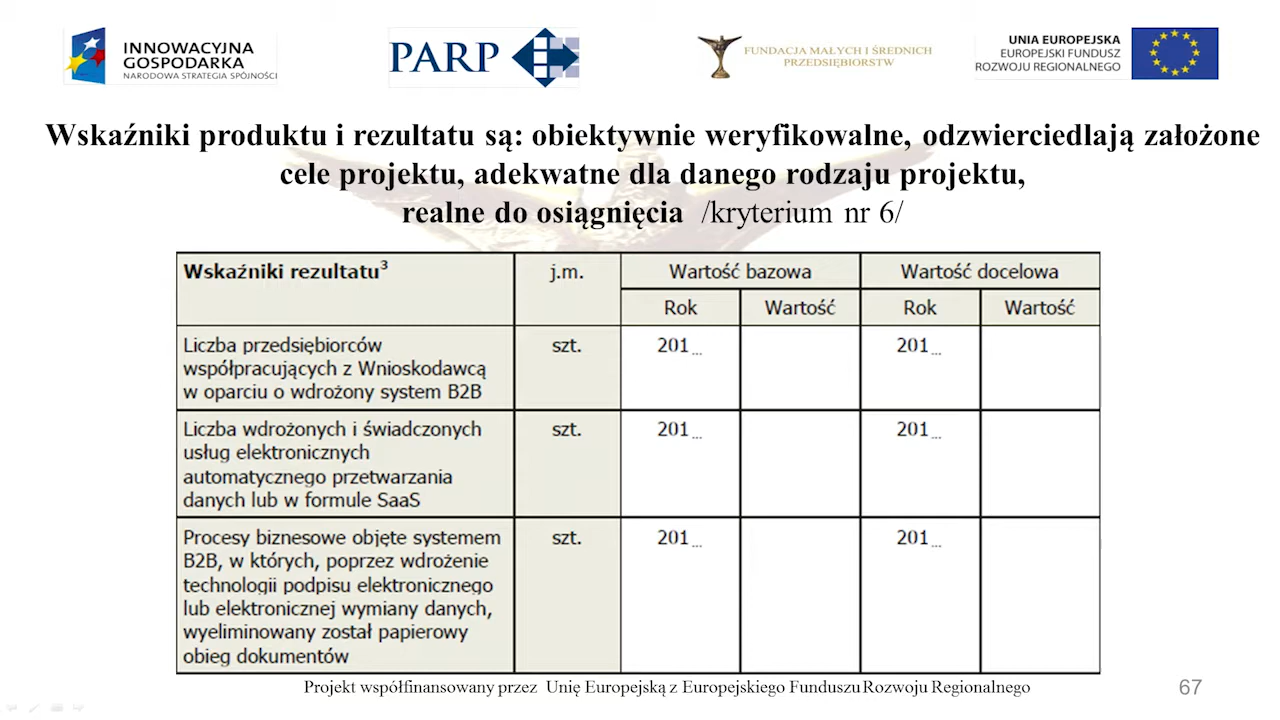 INNOWACYJNA
GOSPODARKA
NARODOWA STRATEGIA SPÓJNOŚCI
PARP
FUNDACJA MAŁYCH I ŚREDNICH
PRZEDSIĘBIORSTW
UNIA EUROPEJSKA
EUROPEJSKI FUNDUSZ
ROZWOJU REGIONALNEGO
Wskaźniki produktu i rezultatu są: obiektywnie weryfikowalne, odzwierciedlają założone
cele projektu, adekwatne dla danego rodzaju projektu,
realne do osiągnięcia /kryterium nr 6/
Wskaźniki rezultatu³ j.m. Wartość bazowa Wartość docelowa
Rok Wartość Rok Wartość
Liczba przedsiębiorców szt. 201... 201...
współpracujących z Wnioskodawcą
w oparciu o wdrożony system B2B
Liczba wdrożonych i świadczonych szt. 201... 201...
usług elektronicznych
automatycznego przetwarzania
danych lub w formule SaaS
Procesy biznesowe objęte systemem szt. 201... 201...
B2B, w których, poprzez wdrożenie
technologii podpisu elektronicznego
lub elektronicznej wymiany danych,
wyeliminowany został papierowy
obieg dokumentów
Projekt współfinansowany przez Unię Europejską z Europejskiego Funduszu Rozwoju Regionalnego
67